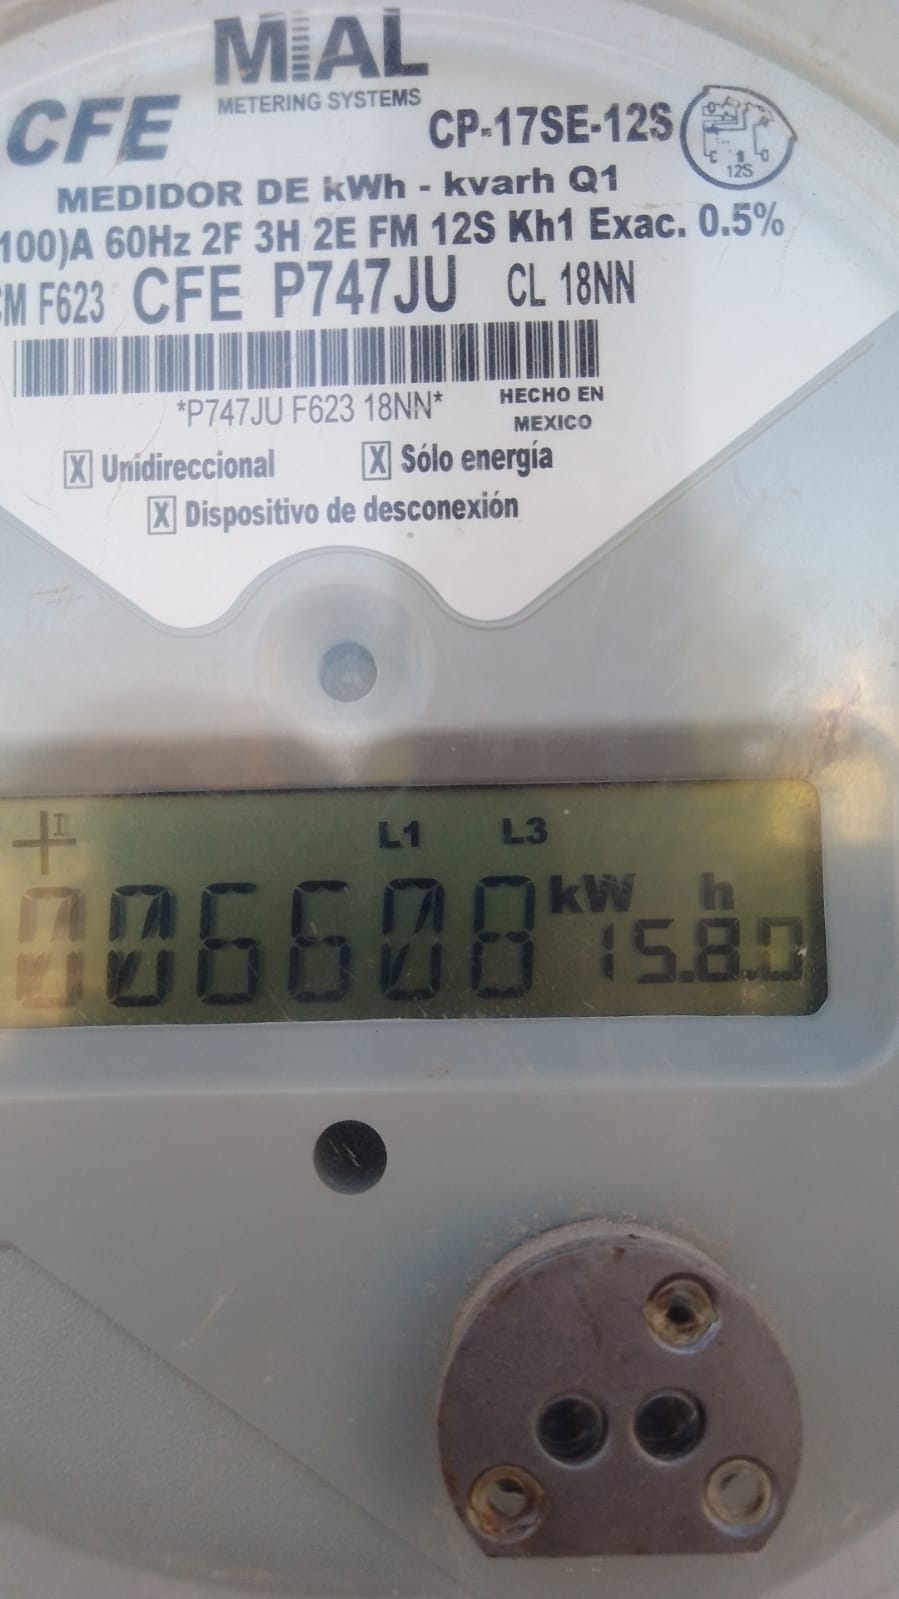 MIAL
METERING SYSTEMS
CFE
CP-17SE-12S
12S
MEDIDOR DE kWh - kvarh Q1
100)A 60Hz 2F 3H 2E FM 12S Kh1 Exac. 0.5%
F623 CFE P747JU CL 18NN
*P747JU F623 18NN*
HECHO EN
MEXICO
X Unidireccional X Sólo energía
X Dispositivo de desconexión
L1 L3
006608 kW h
15.8.0